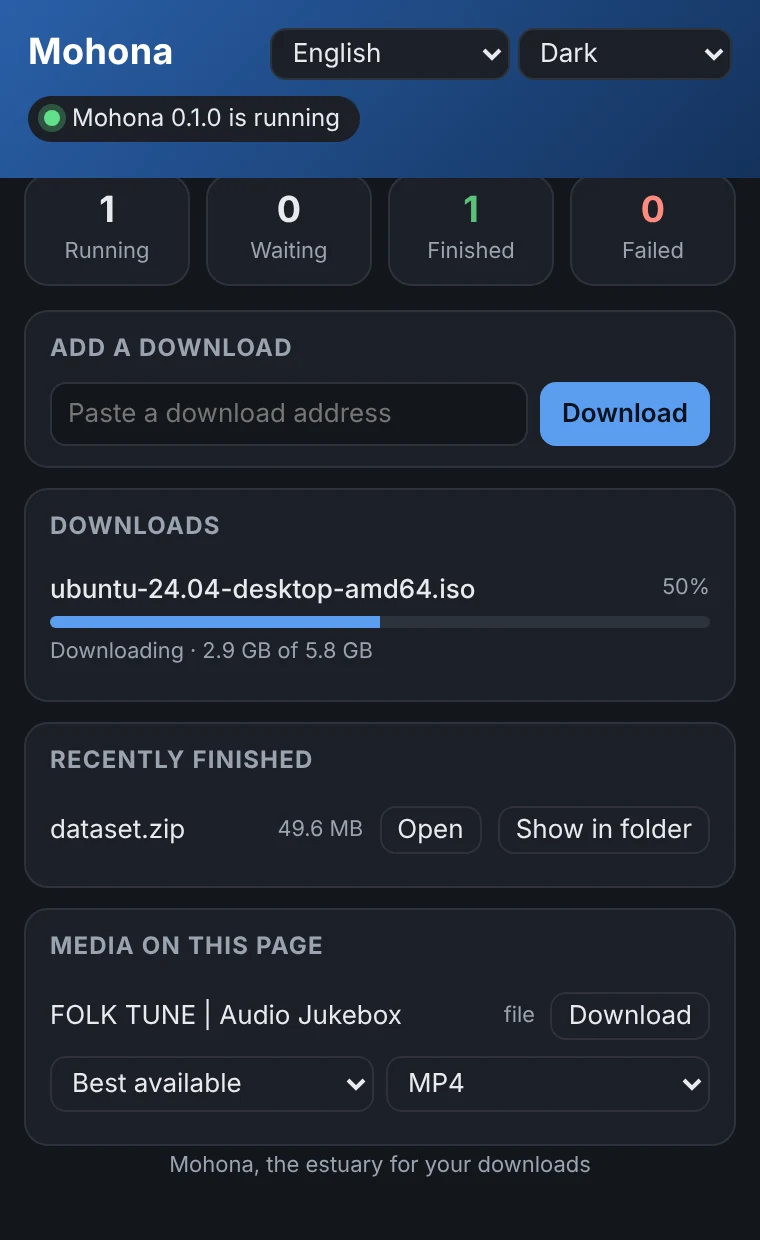 Mohona
English
Dark
Mohona 0.1.0 is running
1
Running
0
Waiting
1
Finished
0
Failed
ADD A DOWNLOAD
Paste a download address
Download
DOWNLOADS
ubuntu-24.04-desktop-amd64.iso
50%
Downloading · 2.9 GB of 5.8 GB
RECENTLY FINISHED
dataset.zip
49.6 MB
Open
Show in folder
MEDIA ON THIS PAGE
FOLK TUNE | Audio Jukebox
file
Download
Best available
MP4
Mohona, the estuary for your downloads